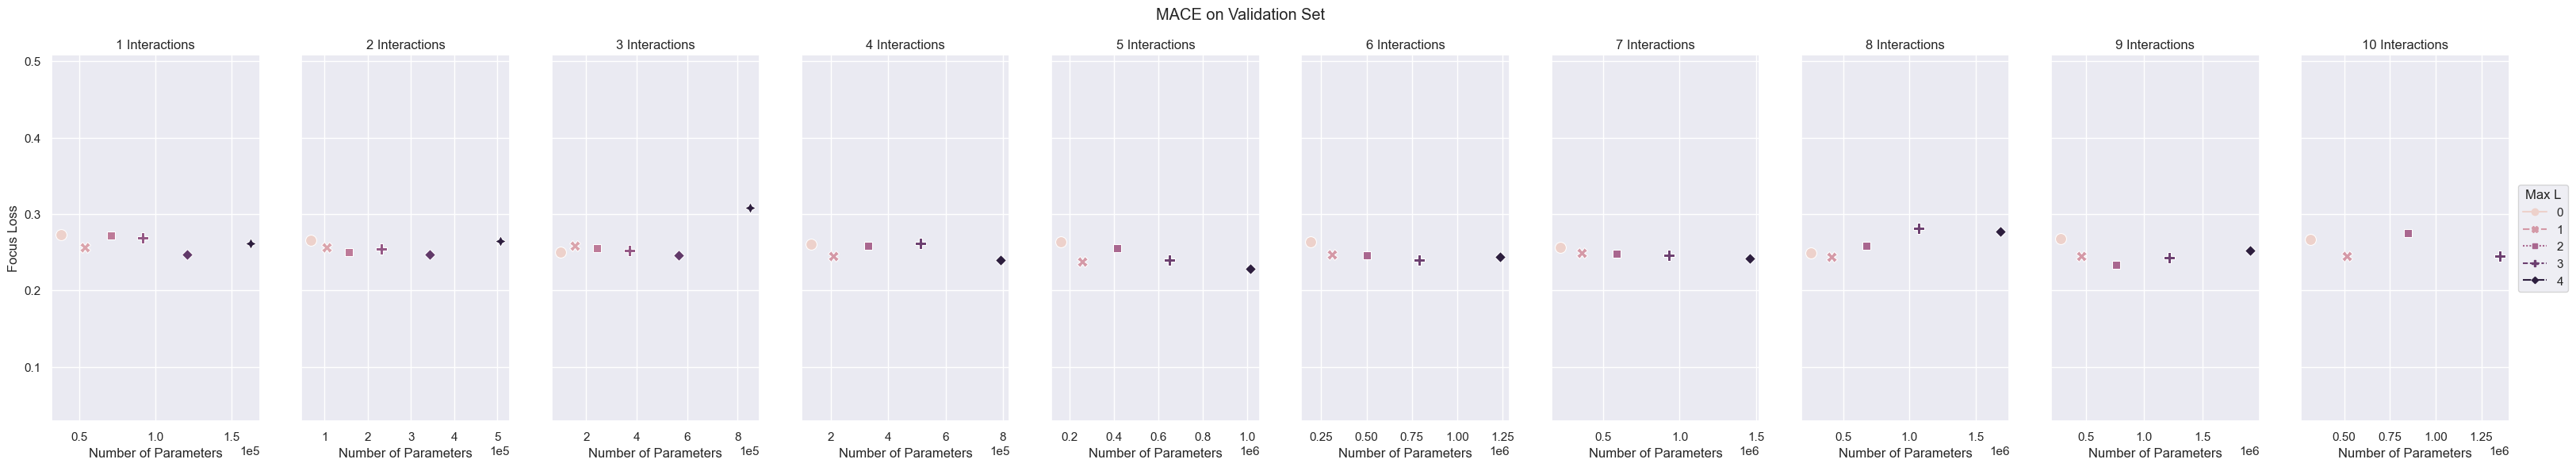 MACE on Validation Set
1 Interactions
2 Interactions
3 Interactions
4 Interactions
5 Interactions
6 Interactions
7 Interactions
8 Interactions
9 Interactions
10 Interactions
Focus Loss
0.5
0.4
0.3
0.2
0.1
0.5 1.0 1.5
1e5
Number of Parameters
1 2 3 4 5
1e5
Number of Parameters
2 4 6 8
1e5
Number of Parameters
2 4 6 8
1e5
Number of Parameters
0.2 0.4 0.6 0.8 1.0
1e6
Number of Parameters
0.25 0.50 0.75 1.00 1.25
1e6
Number of Parameters
0.5 1.0 1.5
1e6
Number of Parameters
0.5 1.0 1.5
1e6
Number of Parameters
0.5 1.0 1.5
1e6
Number of Parameters
0.50 0.75 1.00 1.25
1e6
Number of Parameters
Max L
0
1
2
3
4